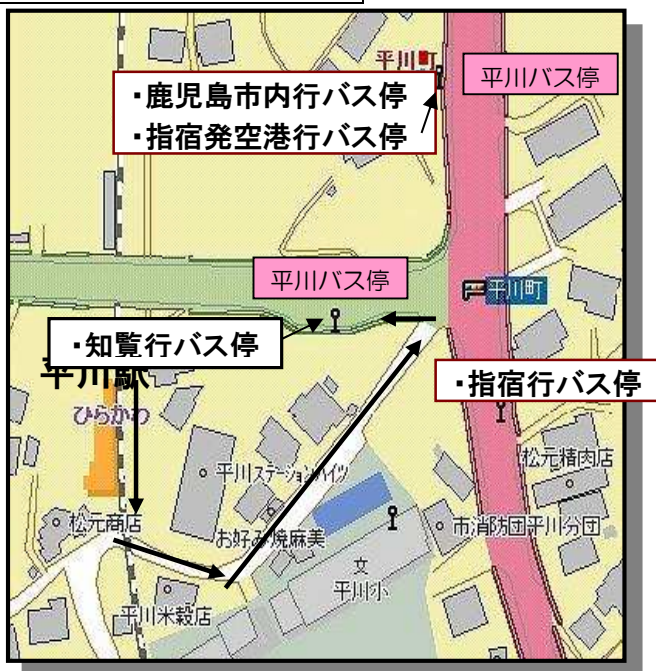 平川町
平川バス停
・鹿児島市内行バス停
・指宿発空港行バス停
平川バス停
平川町
・知覧行バス停
平川駅
ひらかわ
・指宿行バス停
平川ステーションハイツ
松元精肉店
松元商店
お好み焼麻美
市消防団平川分団
文
平川小
平川米穀店